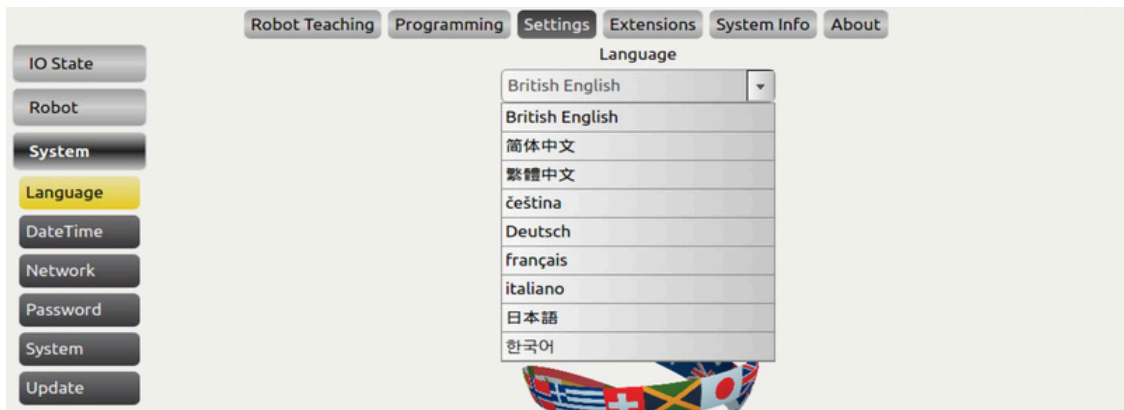 Robot Teaching Programming Settings Extensions System Info About
IO State
Robot
System
Language
DateTime
Network
Password
System
Update
Language
British English
British English
简体中文
繁體中文
čeština
Deutsch
français
italiano
日本語
한국어